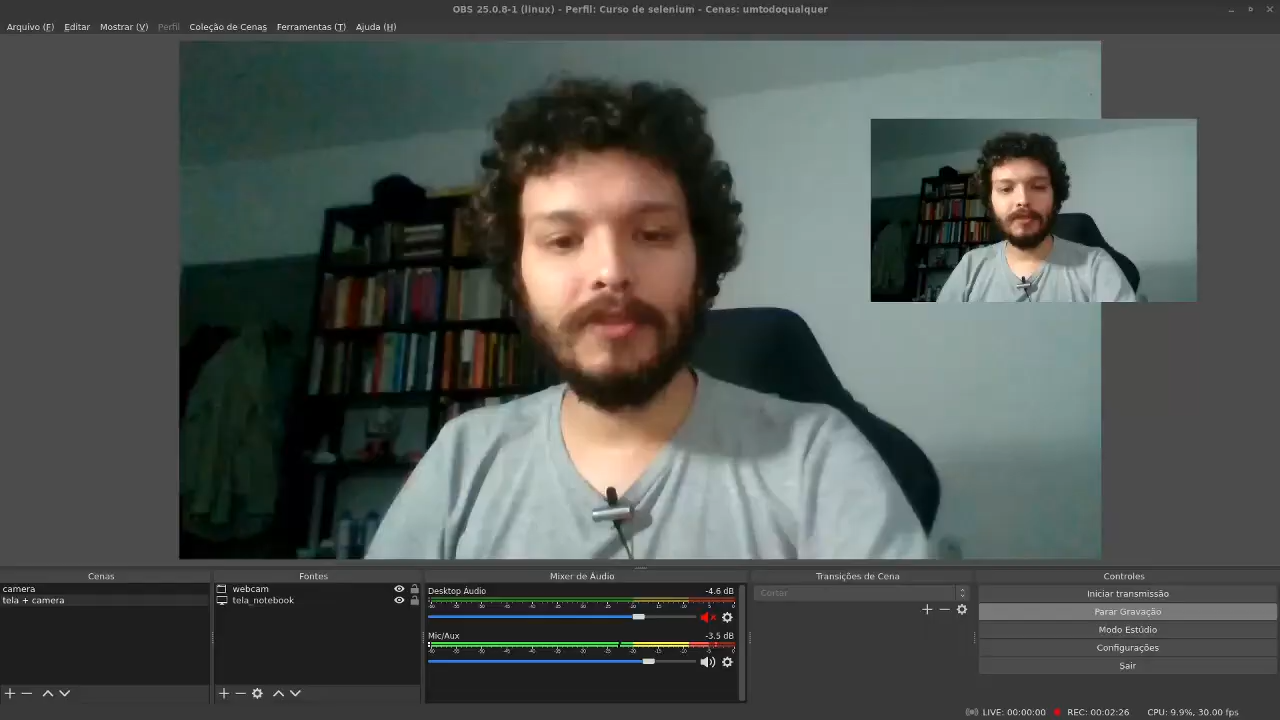 OBS 25.0.8-1 (linux) - Perfil: Curso de selenium - Cenas: umtodoqualquer
Arquivo (F) Editar Mostrar (V) Perfil Coleção de Cenas Ferramentas (T) Ajuda (H)
Cenas
camera
tela + camera
Fontes
webcam
tela_notebook
Mixer de Áudio
Desktop Áudio -4.6 dB
Mic/Aux -3.5 dB
Transições de Cena
Cortar
Controles
Iniciar transmissão
Parar Gravação
Modo Estúdio
Configurações
Sair
LIVE: 00:00:00 REC: 00:02:26 CPU: 9.9%, 30.00 fps